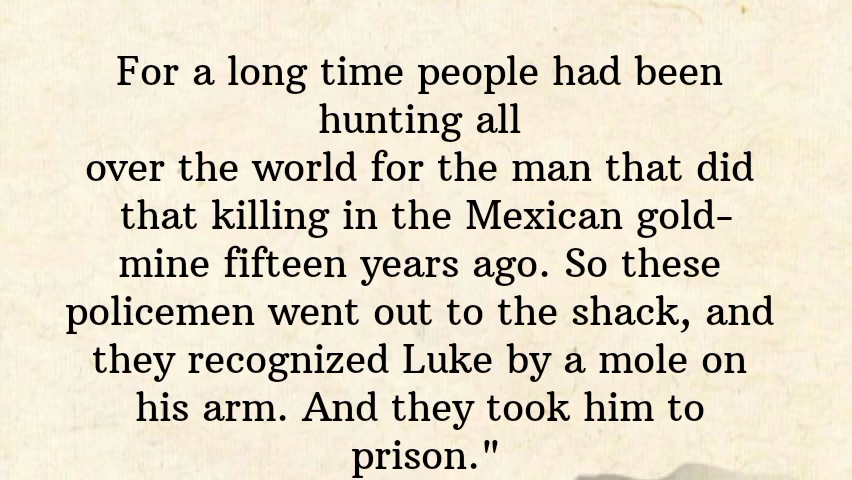 For a long time people had been
hunting all
over the world for the man that did
that killing in the Mexican gold-
mine fifteen years ago. So these
policemen went out to the shack, and
they recognized Luke by a mole on
his arm. And they took him to
prison."